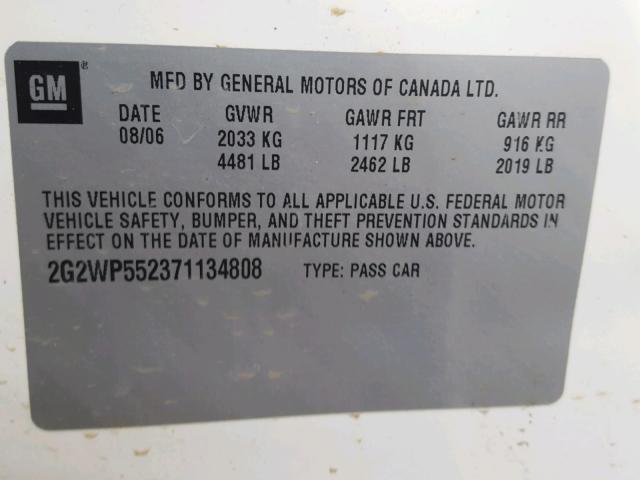 GM®
MFD BY GENERAL MOTORS OF CANADA LTD.
DATE GVWR GAWR FRT GAWR RR
08/06 2033 KG 1117 KG 916 KG
4481 LB 2462 LB 2019 LB
THIS VEHICLE CONFORMS TO ALL APPLICABLE U.S. FEDERAL MOTOR
VEHICLE SAFETY, BUMPER, AND THEFT PREVENTION STANDARDS IN
EFFECT ON THE DATE OF MANUFACTURE SHOWN ABOVE.
2G2WP552371134808 TYPE: PASS CAR